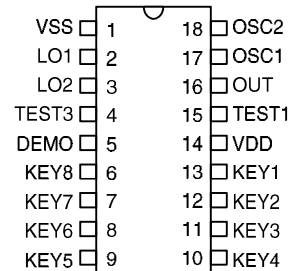 VSS 1 18 OSC2
LO1 2 17 OSC1
LO2 3 16 OUT
TEST3 4 15 TEST1
DEMO 5 14 VDD
KEY8 6 13 KEY1
KEY7 7 12 KEY2
KEY6 8 11 KEY3
KEY5 9 10 KEY4